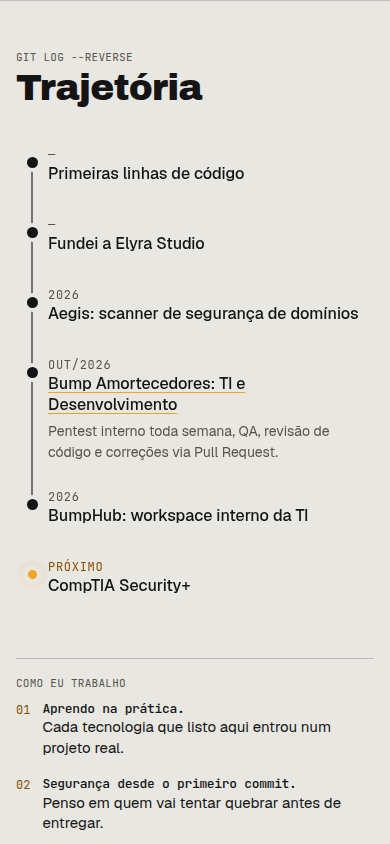 GIT LOG --REVERSE
Trajetória
—
Primeiras linhas de código
—
Fundei a Elyra Studio
2026
Aegis: scanner de segurança de domínios
OUT/2026
Bump Amortecedores: TI e
Desenvolvimento
Pentest interno toda semana, QA, revisão de
código e correções via Pull Request.
2026
BumpHub: workspace interno da TI
PRÓXIMO
CompTIA Security+
COMO EU TRABALHO
01 Aprendo na prática.
Cada tecnologia que listo aqui entrou num
projeto real.
02 Segurança desde o primeiro commit.
Penso em quem vai tentar quebrar antes de
entregar.